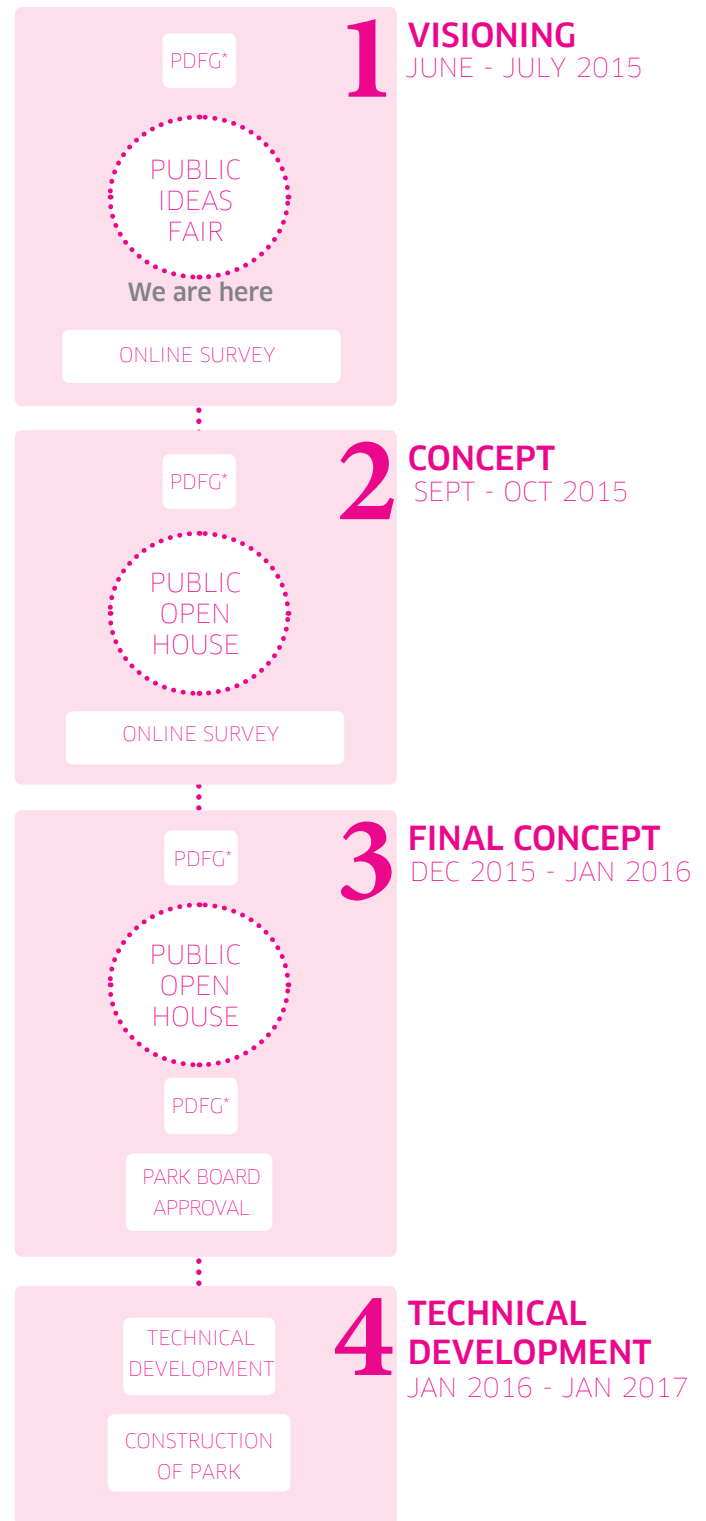 1
VISIONING
JUNE - JULY 2015
PDFG*
PUBLIC
IDEAS
FAIR
We are here
ONLINE SURVEY
2
CONCEPT
SEPT - OCT 2015
PDFG*
PUBLIC
OPEN
HOUSE
ONLINE SURVEY
3
FINAL CONCEPT
DEC 2015 - JAN 2016
PDFG*
PUBLIC
OPEN
HOUSE
PDFG*
PARK BOARD
APPROVAL
4
TECHNICAL
DEVELOPMENT
JAN 2016 - JAN 2017
TECHNICAL
DEVELOPMENT
CONSTRUCTION
OF PARK